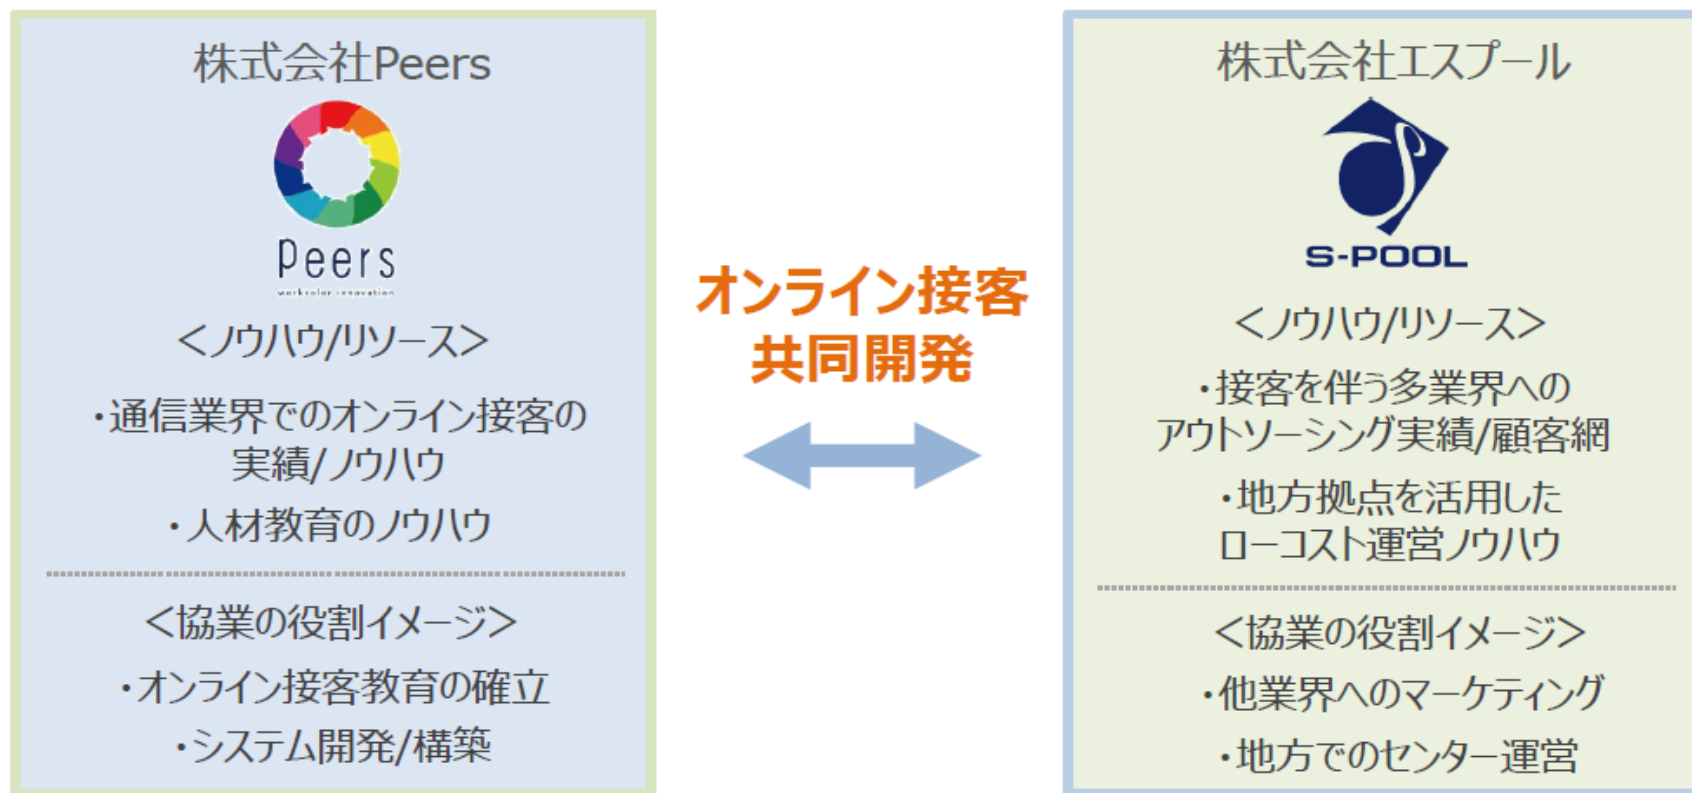 株式会社Peers
Peers
workcolor innovation
＜ノウハウ/リソース＞
・通信業界でのオンライン接客の
実績/ノウハウ
・人材教育のノウハウ
＜協業の役割イメージ＞
・オンライン接客教育の確立
・システム開発/構築
オンライン接客
共同開発
株式会社エスプール
S-POOL
＜ノウハウ/リソース＞
・接客を伴う多業界への
アウトソーシング実績/顧客網
・地方拠点を活用した
ローコスト運営ノウハウ
＜協業の役割イメージ＞
・他業界へのマーケティング
・地方でのセンター運営